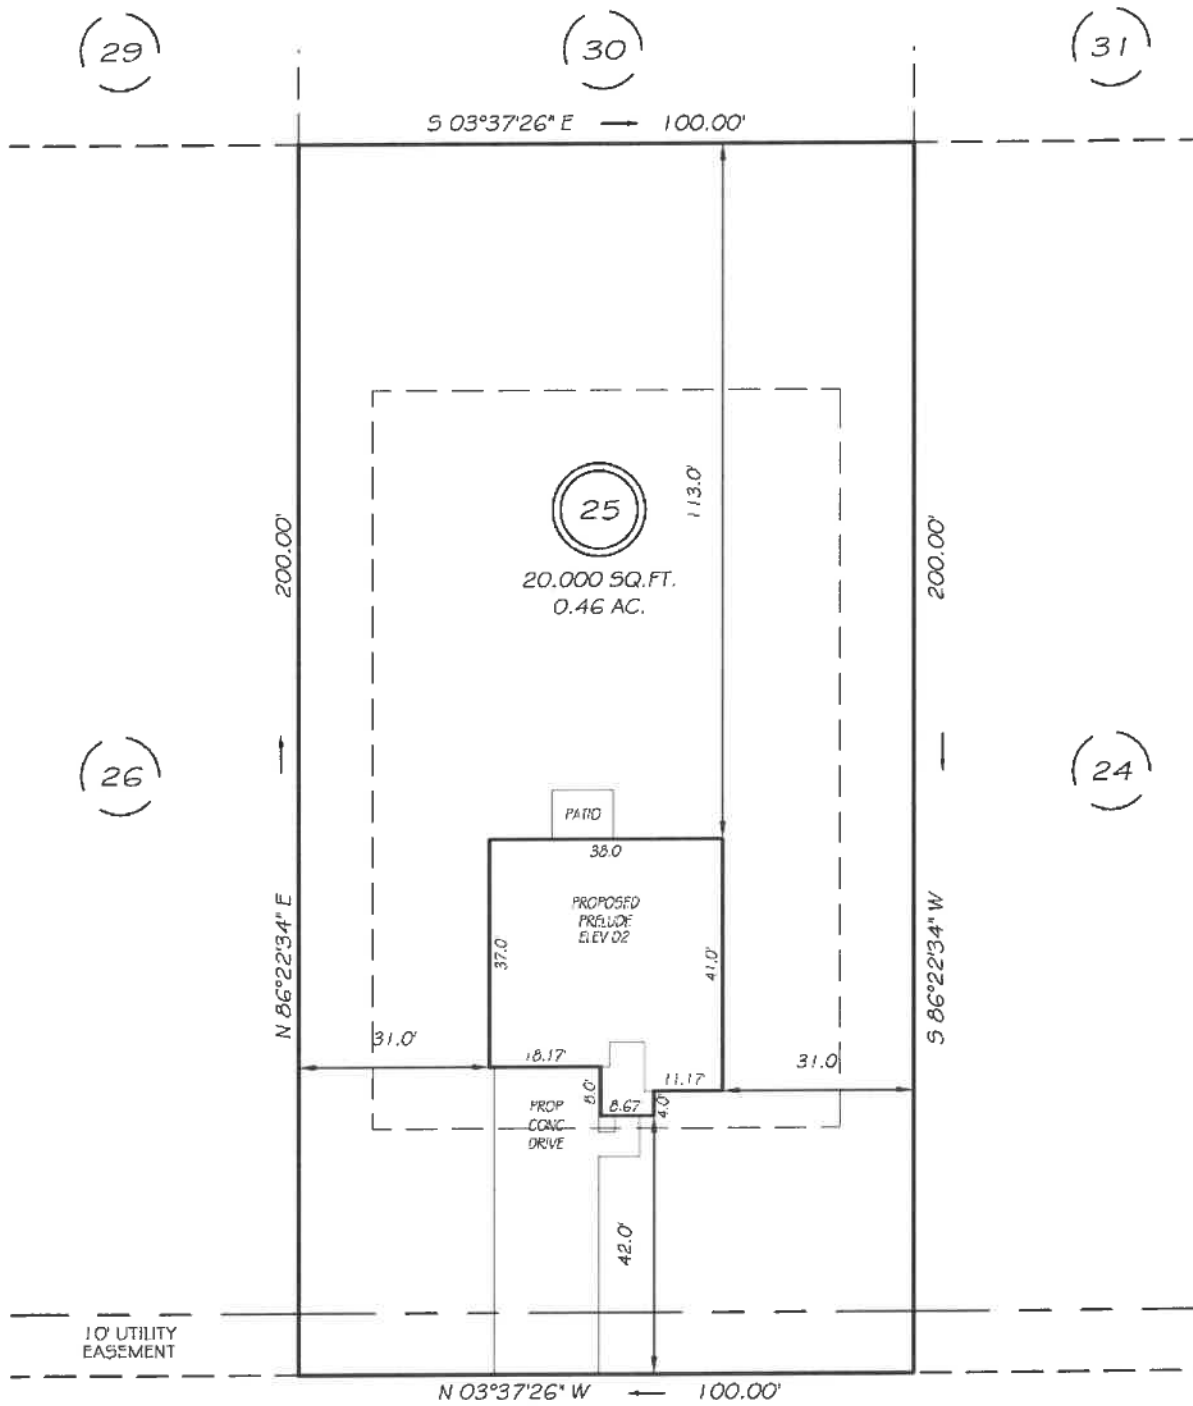 29
30
31
S 03°37'26" E 100.00'
113.0'
25
20.000 SQ.FT.
0.46 AC.
200.00'
200.00'
26
24
PATIO
38.0
PROPOSED
PRELUDE
ELEV D2
37.0'
41.0'
N 86°22'34" E
S 86°22'34" W
31.0'
18.17'
31.0
11.17'
8.0'
8.67
4.0'
PROP
CONC
DRIVE
42.0'
10' UTILITY
EASEMENT
N 03°37'26" W 100.00'